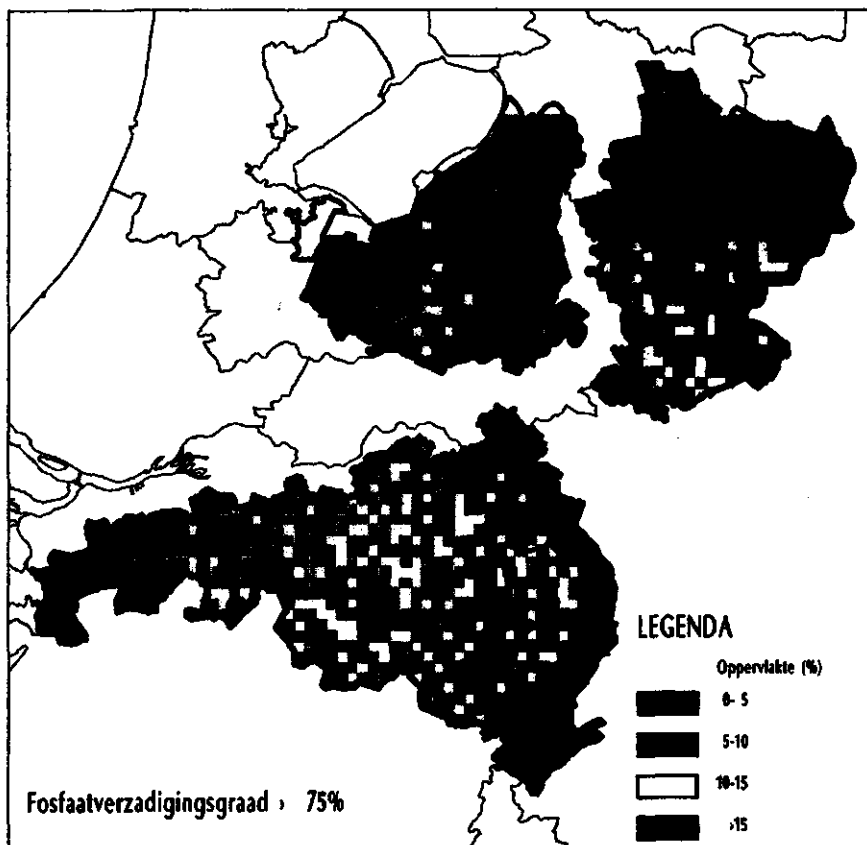 LEGENDA
Oppervlakte (%)
0- 5
5-10
10-15
>15
Fosfaatverzadigingsgraad > 75%